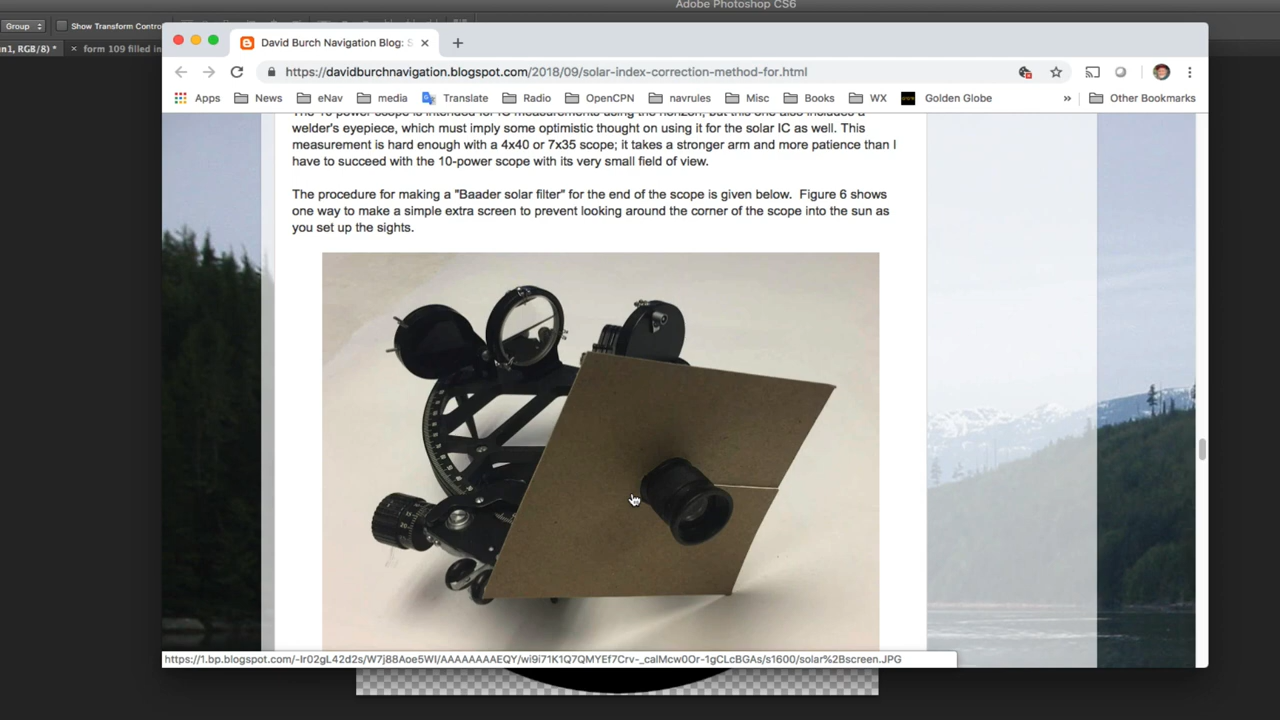 Adobe Photoshop CS6
Group
Show Transform Contro
n1, RGB/8) *
form 109 filled in
David Burch Navigation Blog: S
https://davidburchnavigation.blogspot.com/2018/09/solar-index-correction-method-for.html
Apps News eNav media Translate Radio OpenCPN navrules Misc Books WX Golden Globe » Other Bookmarks
welder's eyepiece, which must imply some optimistic thought on using it for the solar IC as well. This
measurement is hard enough with a 4x40 or 7x35 scope; it takes a stronger arm and more patience than I
have to succeed with the 10-power scope with its very small field of view.
The procedure for making a "Baader solar filter" for the end of the scope is given below. Figure 6 shows
one way to make a simple extra screen to prevent looking around the corner of the scope into the sun as
you set up the sights.
https://1.bp.blogspot.com/-Ir02gL42d2s/W7j88Aoe5WI/AAAAAAAAEQY/wi9i71K1Q7QMYEf7Crv-_calMcw0Or-1gCLcBGAs/s1600/solar%2Bscreen.JPG